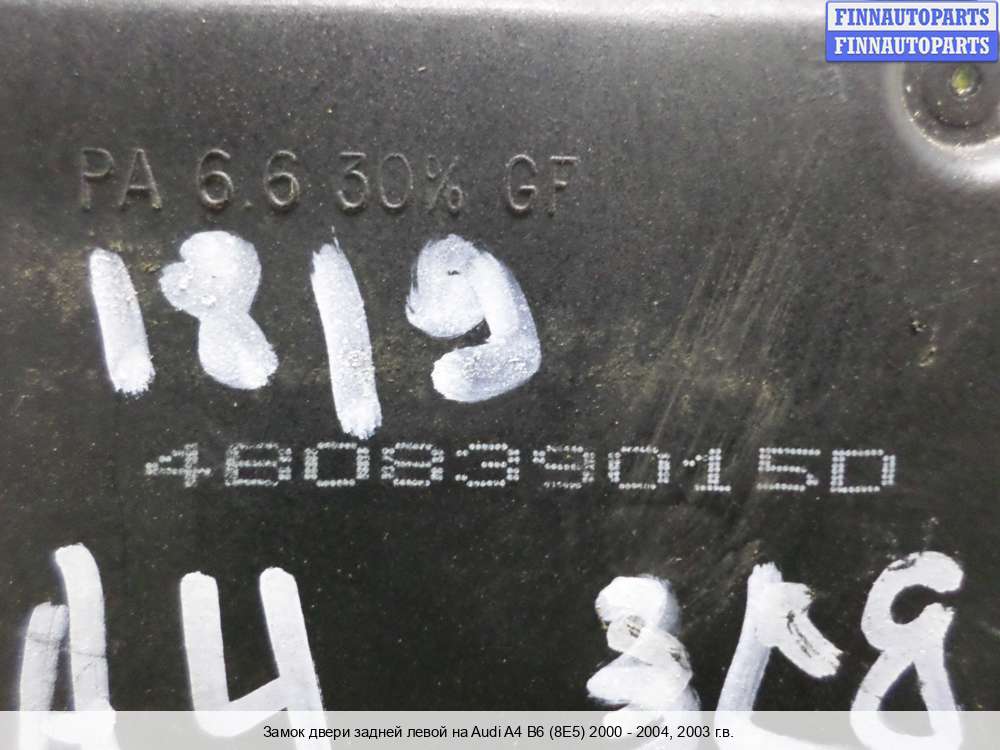 FINNAUTOPARTS
FINNAUTOPARTS
PA 6.6 30% GF
1819
4B0839015D
A4
Замок двери задней левой на Audi A4 B6 (8E5) 2000 - 2004, 2003 г.в.